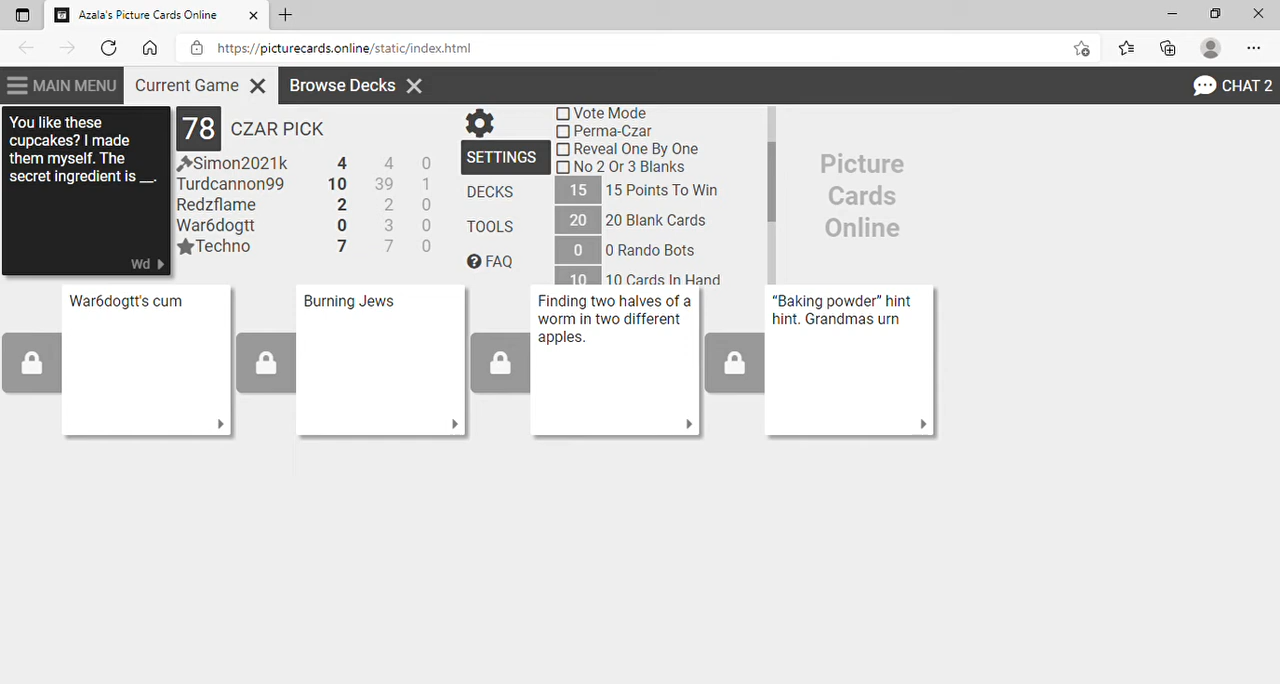 Azala's Picture Cards Online
https://picturecards.online/static/index.html
MAIN MENU
Current Game
Browse Decks
CHAT 2
You like these
cupcakes? I made
them myself. The
secret ingredient is __.
Wd
78 CZAR PICK
Simon2021k 4 4 0
Turdcannon99 10 39 1
Redzflame 2 2 0
War6dogtt 0 3 0
Techno 7 7 0
SETTINGS
DECKS
TOOLS
FAQ
Vote Mode
Perma-Czar
Reveal One By One
No 2 Or 3 Blanks
15 15 Points To Win
20 20 Blank Cards
0 0 Rando Bots
10 10 Cards In Hand
Picture
Cards
Online
War6dogtt's cum
Burning Jews
Finding two halves of a
worm in two different
apples.
“Baking powder” hint
hint. Grandmas urn